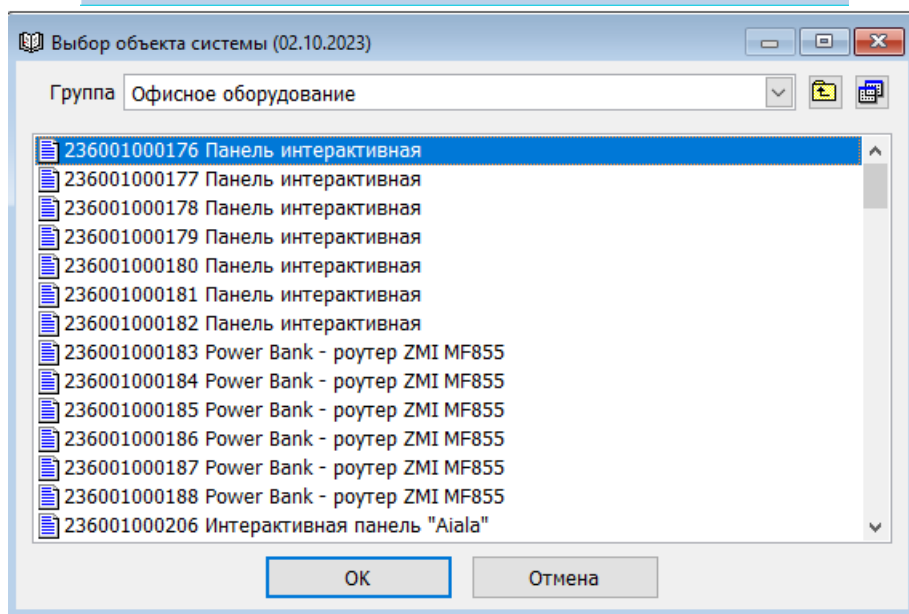 Выбор объекта системы (02.10.2023)
Группа Офисное оборудование
236001000176 Панель интерактивная
236001000177 Панель интерактивная
236001000178 Панель интерактивная
236001000179 Панель интерактивная
236001000180 Панель интерактивная
236001000181 Панель интерактивная
236001000182 Панель интерактивная
236001000183 Power Bank - роутер ZMI MF855
236001000184 Power Bank - роутер ZMI MF855
236001000185 Power Bank - роутер ZMI MF855
236001000186 Power Bank - роутер ZMI MF855
236001000187 Power Bank - роутер ZMI MF855
236001000188 Power Bank - роутер ZMI MF855
236001000206 Интерактивная панель "Aiala"
OK Отмена